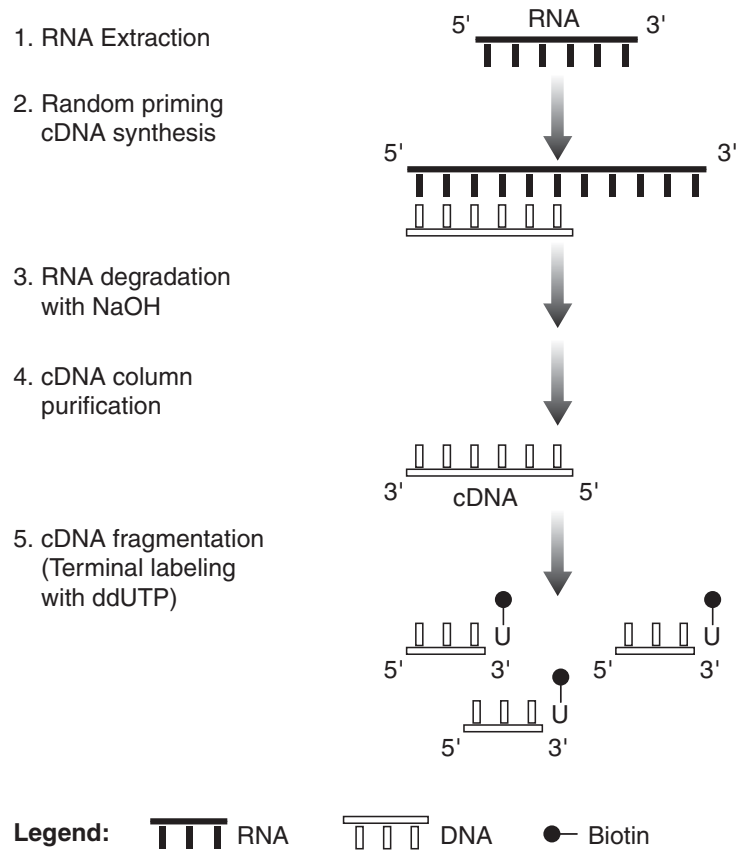 1. RNA Extraction
5' RNA 3'
2. Random priming
cDNA synthesis
5' 3'
3. RNA degradation
with NaOH
4. cDNA column
purification
3' cDNA 5'
5. cDNA fragmentation
(Terminal labeling
with ddUTP)
U U
5' 3' 5' 3'
U
5' 3'
Legend: RNA DNA Biotin